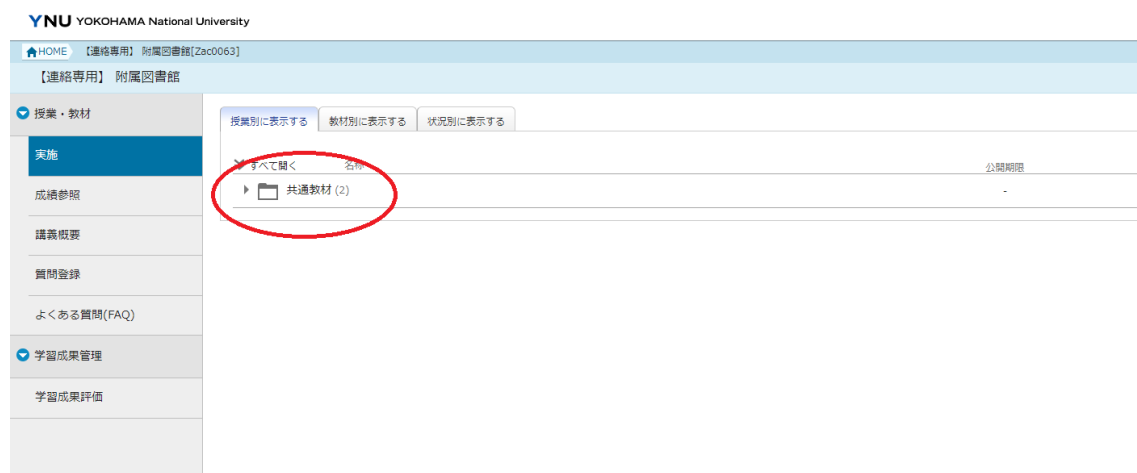 YNU YOKOHAMA National University
HOME 【連絡専用】 附属図書館[Zac0063]
【連絡専用】 附属図書館
授業・教材
実施
成績参照
講義概要
質問登録
よくある質問(FAQ)
学習成果管理
学習成果評価
授業別に表示する 教材別に表示する 状況別に表示する
すべて開く 名称 公開期限
共通教材 (2) -